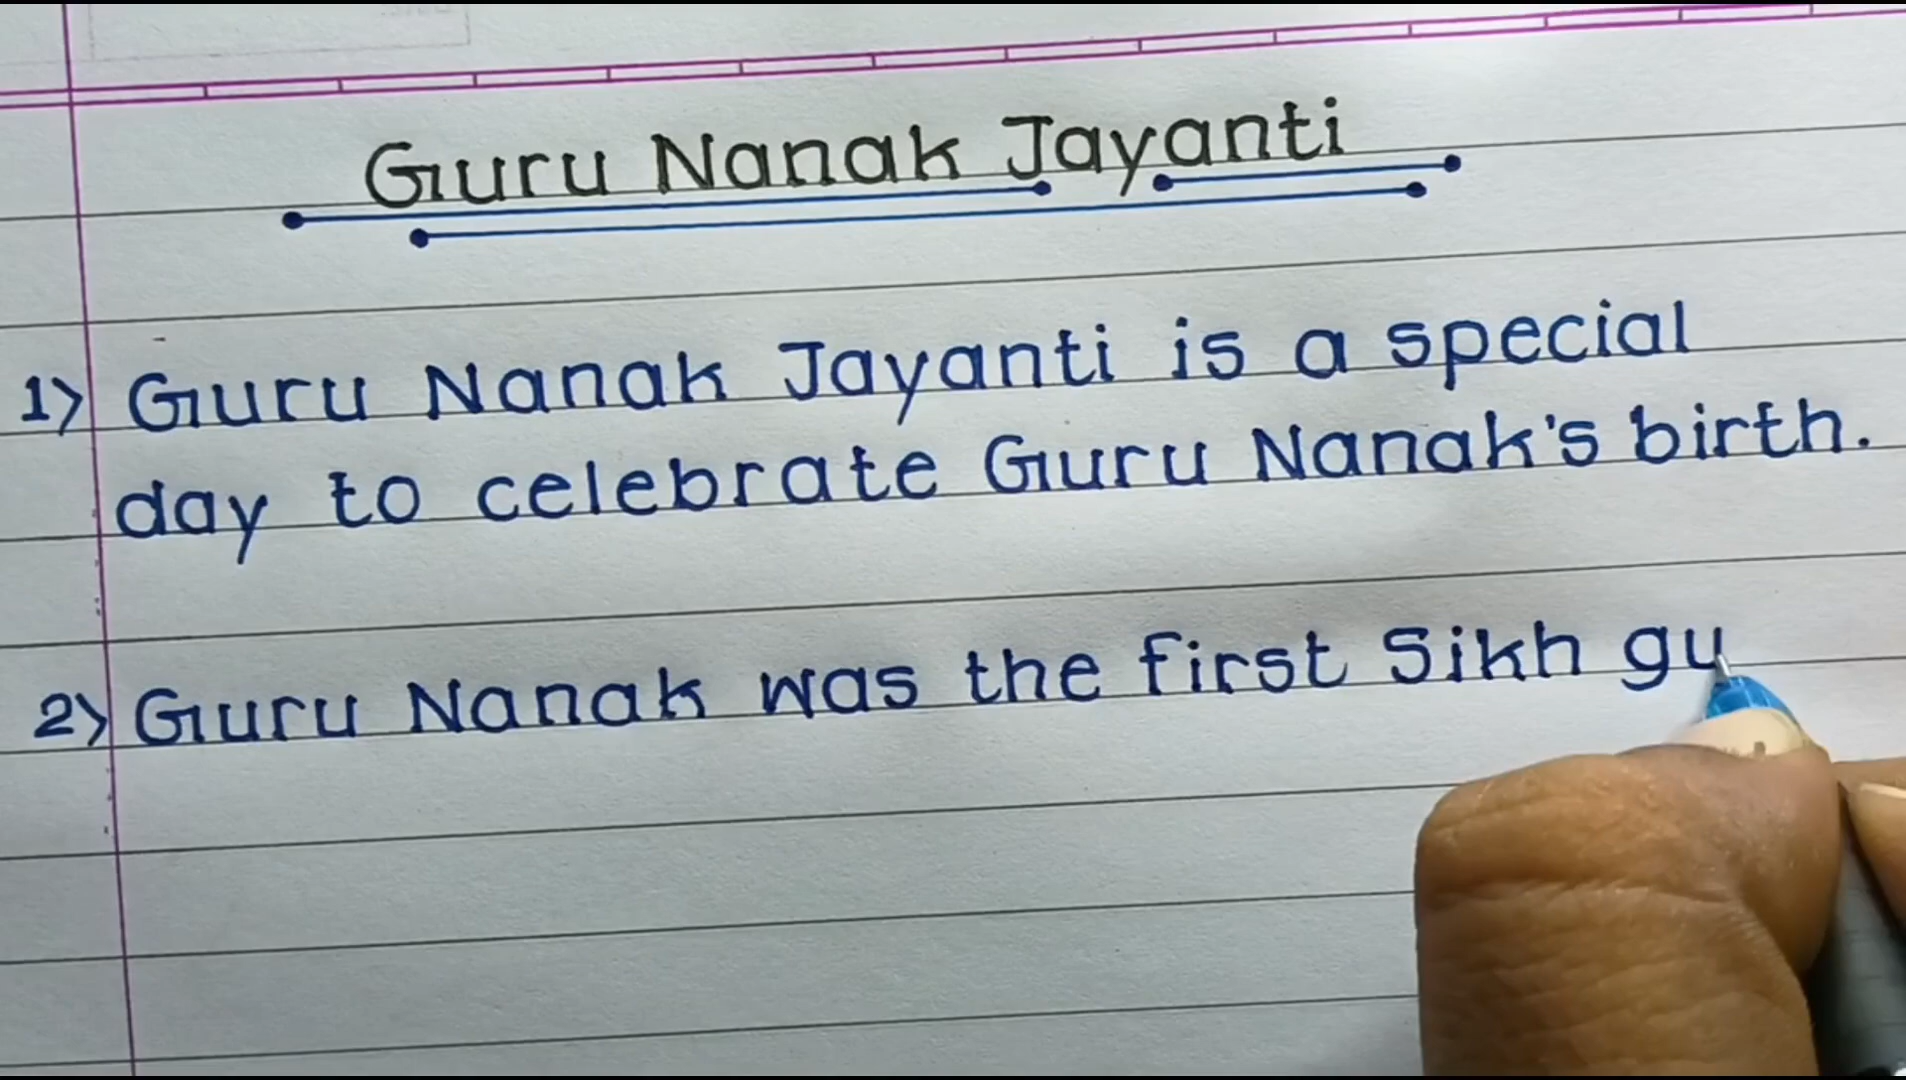 Guru Nanak Jayanti
1) Guru Nanak Jayanti is a special
day to celebrate Guru Nanak's birth.
2) Guru Nanak was the first Sikh gu